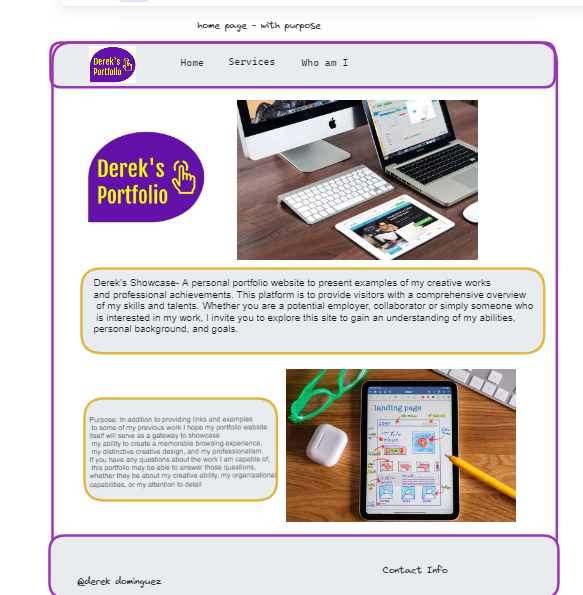 home page - with purpose
Derek's
Portfolio
Home Services Who am I
Derek's
Portfolio
Derek's Showcase- A personal portfolio website to present examples of my creative works
and professional achievements. This platform is to provide visitors with a comprehensive overview
of my skills and talents. Whether you are a potential employer, collaborator or simply someone who
is interested in my work, I invite you to explore this site to gain an understanding of my abilities,
personal background, and goals.
Purpose: In addition to providing links and examples
to some of my previous work I hope my portfolio website
itself will serve as a gateway to showcase
my ability to create a memorable browsing experience,
my distinctive creative design, and my professionalism.
If you have any questions about the work I am capable of,
this portfolio may be able to answer those questions,
whether they be about my creative ability, my organizational
capabilities, or my attention to detail
landing page
Contact Info
@derek dominguez